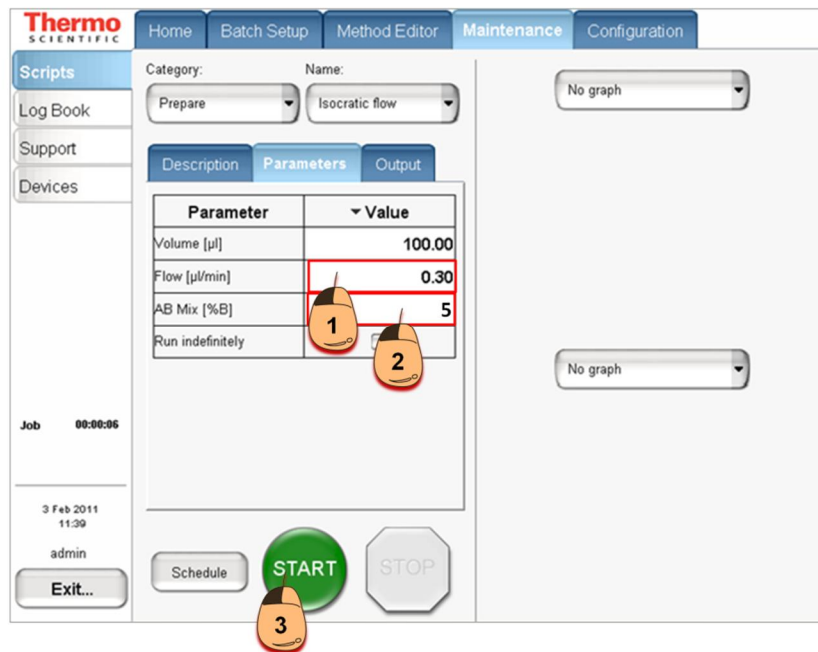 Thermo
SCIENTIFIC
Home Batch Setup Method Editor Maintenance Configuration
Scripts
Log Book
Support
Devices
Category: Name:
Prepare Isocratic flow
Description Parameters Output
Parameter Value
Volume [µl] 100.00
Flow [µl/min] 0.30
AB Mix [%B] 5
Run indefinitely
1
2
No graph
No graph
Job 00:00:06
3 Feb 2011
11:39
admin
Exit...
Schedule START STOP
3